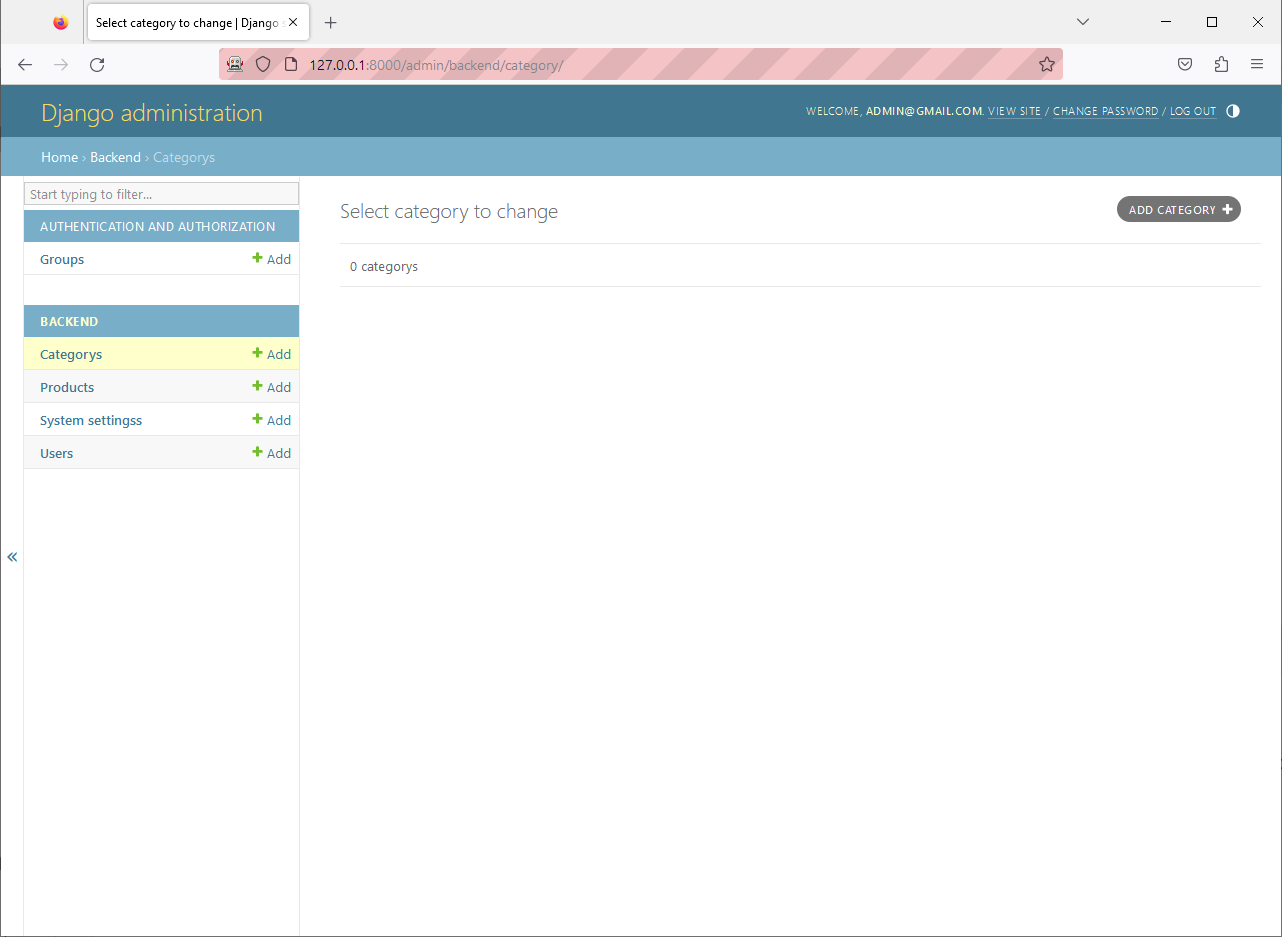 Select category to change | Django s
127.0.0.1:8000/admin/backend/category/
Django administration
WELCOME, ADMIN@GMAIL.COM. VIEW SITE / CHANGE PASSWORD / LOG OUT
Home › Backend › Categorys
Start typing to filter...
AUTHENTICATION AND AUTHORIZATION
Groups + Add
BACKEND
Categorys + Add
Products + Add
System settingss + Add
Users + Add
«
Select category to change
ADD CATEGORY +
0 categorys